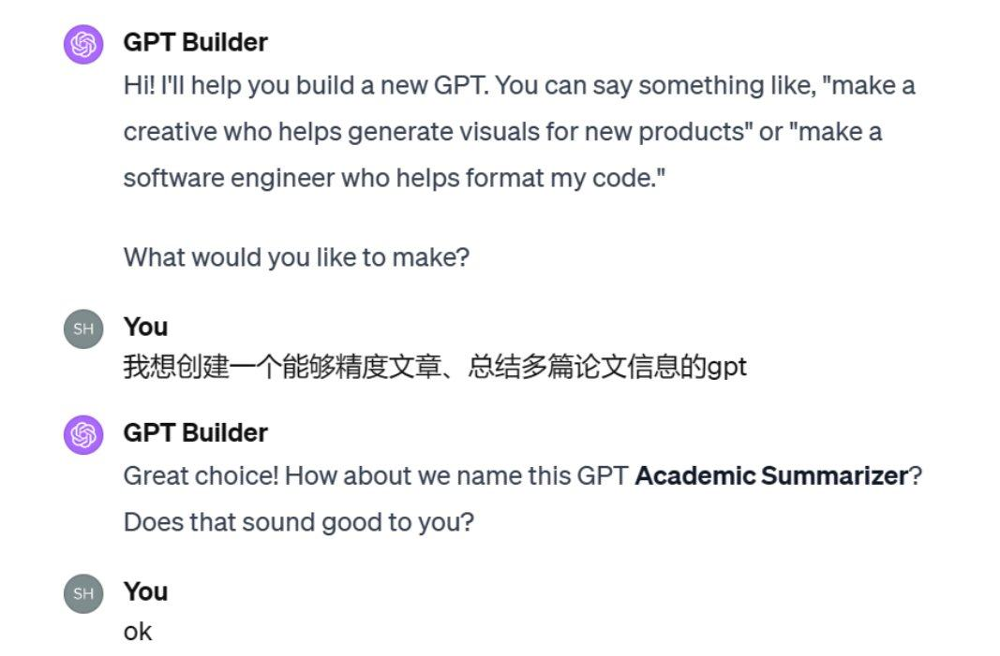 GPT Builder
Hi! I'll help you build a new GPT. You can say something like, "make a
creative who helps generate visuals for new products" or "make a
software engineer who helps format my code."
What would you like to make?
SH
You
我想创建一个能够精度文章、总结多篇论文信息的gpt
GPT Builder
Great choice! How about we name this GPT Academic Summarizer?
Does that sound good to you?
SH
You
ok